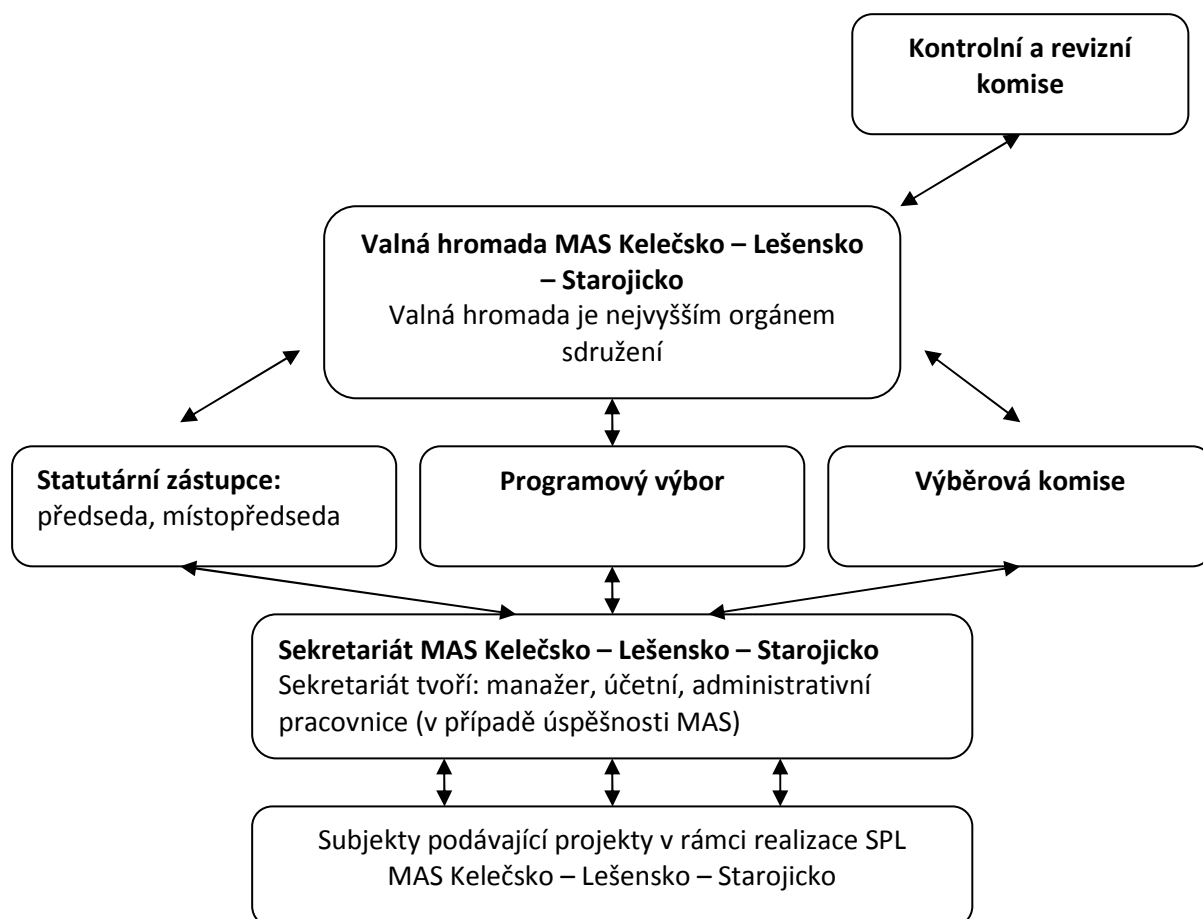 Kontrolní a revizní
komise
Valná hromada MAS Kelečsko – Lešensko
– Starojicko
Valná hromada je nejvyšším orgánem
sdružení
Statutární zástupce:
předseda, místopředseda
Programový výbor
Výběrová komise
Sekretariát MAS Kelečsko – Lešensko – Starojicko
Sekretariát tvoří: manažer, účetní, administrativní
pracovnice (v případě úspěšnosti MAS)
Subjekty podávající projekty v rámci realizace SPL
MAS Kelečsko – Lešensko – Starojicko